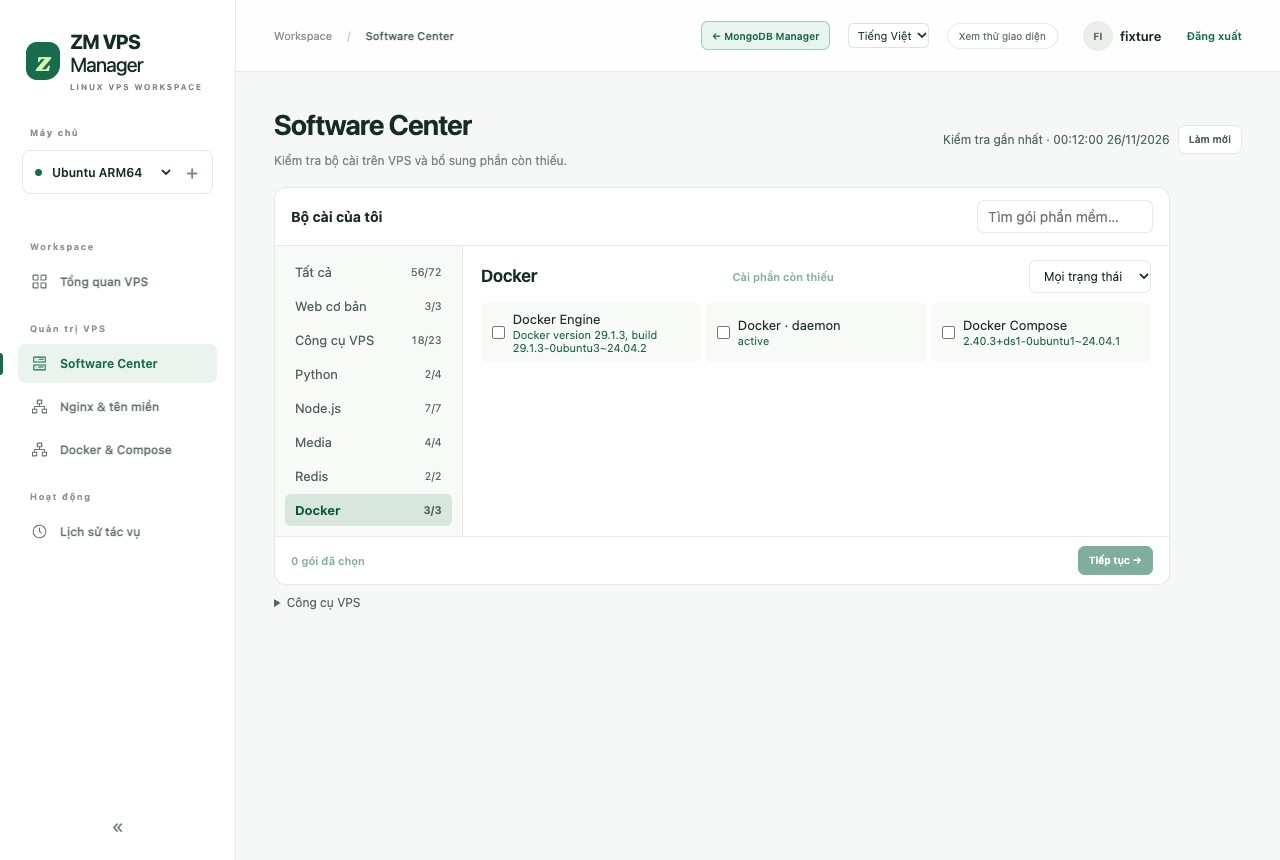 Z
ZM VPS
Manager
LINUX VPS WORKSPACE
Máy chủ
Ubuntu ARM64
+
Workspace
Tổng quan VPS
Quản trị VPS
Software Center
Nginx & tên miền
Docker & Compose
Hoạt động
Lịch sử tác vụ
«
Workspace / Software Center
← MongoDB Manager
Tiếng Việt
Xem thử giao diện
FI
fixture
Đăng xuất
Software Center
Kiểm tra bộ cài trên VPS và bổ sung phần còn thiếu.
Kiểm tra gần nhất · 00:12:00 26/11/2026
Làm mới
Bộ cài của tôi
Tìm gói phần mềm...
Tất cả 56/72
Web cơ bản 3/3
Công cụ VPS 18/23
Python 2/4
Node.js 7/7
Media 4/4
Redis 2/2
Docker 3/3
Docker
Cài phần còn thiếu
Mọi trạng thái
Docker Engine
Docker version 29.1.3, build
29.1.3-0ubuntu3~24.04.2
Docker · daemon
active
Docker Compose
2.40.3+ds1-0ubuntu1~24.04.1
0 gói đã chọn
Tiếp tục →
Công cụ VPS